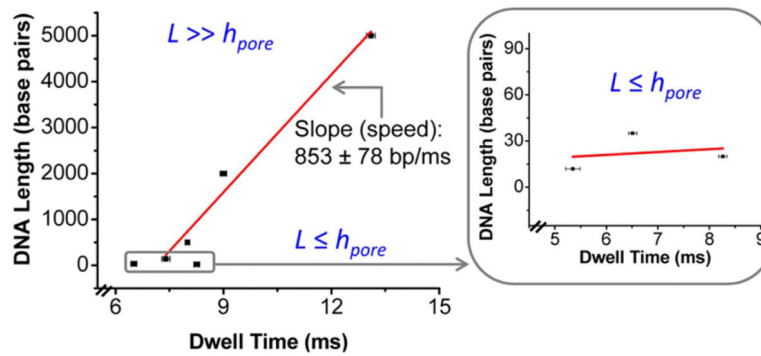 L >> hpore
5000
4000
3000
2000
1000
0
DNA Length (base pairs)
Slope (speed):
853 ± 78 bp/ms
L ≤ hpore
6
9
12
15
Dwell Time (ms)
90
60
30
0
DNA Length (base pairs)
L ≤ hpore
5
6
7
8
9
Dwell Time (ms)